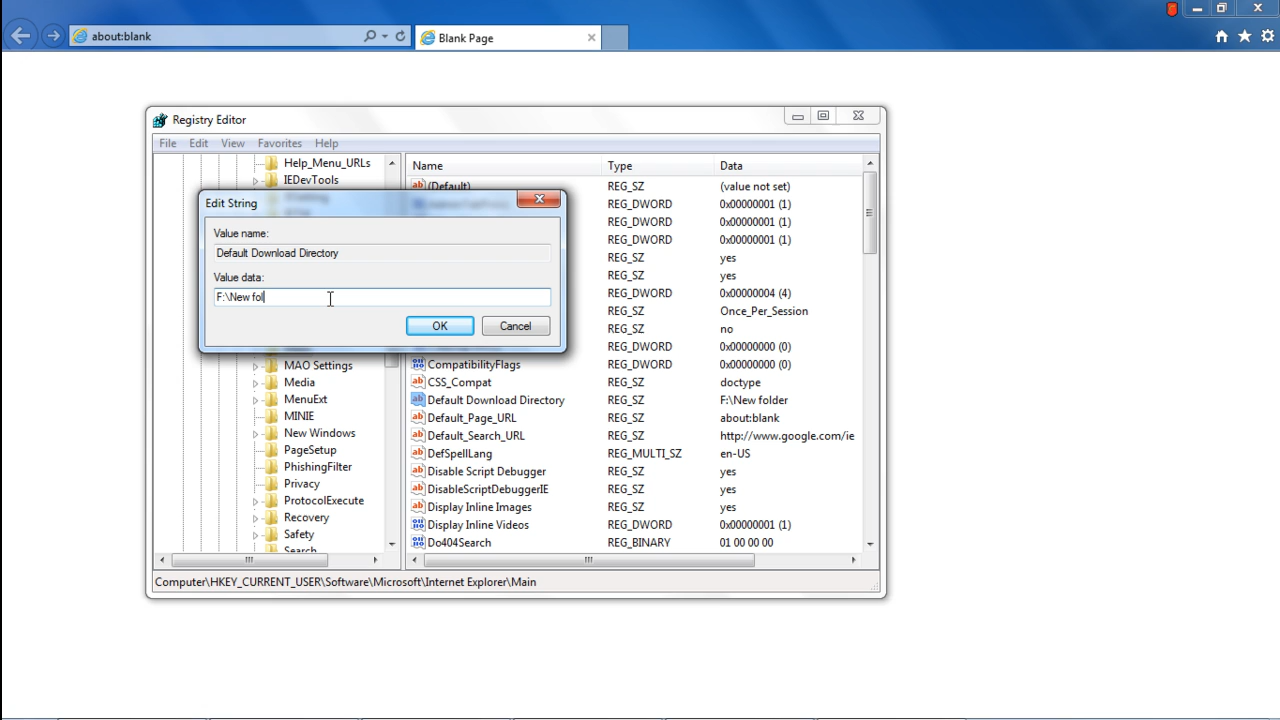 about:blank
Blank Page
Registry Editor
File Edit View Favorites Help
Help_Menu_URLs
IEDevTools
Edit String
Value name:
Default Download Directory
Value data:
F:\New fol
OK Cancel
MAO Settings
Media
MenuExt
MINIE
New Windows
PageSetup
PhishingFilter
Privacy
ProtocolExecute
Recovery
Safety
Search
Name Type Data
(Default) REG_SZ (value not set)
REG_DWORD 0x00000001 (1)
REG_DWORD 0x00000001 (1)
REG_DWORD 0x00000001 (1)
REG_SZ yes
REG_SZ yes
REG_DWORD 0x00000004 (4)
REG_SZ Once_Per_Session
REG_SZ no
REG_DWORD 0x00000000 (0)
CompatibilityFlags REG_DWORD 0x00000000 (0)
CSS_Compat REG_SZ doctype
Default Download Directory REG_SZ F:\New folder
Default_Page_URL REG_SZ about:blank
Default_Search_URL REG_SZ http://www.google.com/ie
DefSpellLang REG_MULTI_SZ en-US
Disable Script Debugger REG_SZ yes
DisableScriptDebuggerIE REG_SZ yes
Display Inline Images REG_SZ yes
Display Inline Videos REG_DWORD 0x00000001 (1)
Do404Search REG_BINARY 01 00 00 00
Computer\HKEY_CURRENT_USER\Software\Microsoft\Internet Explorer\Main